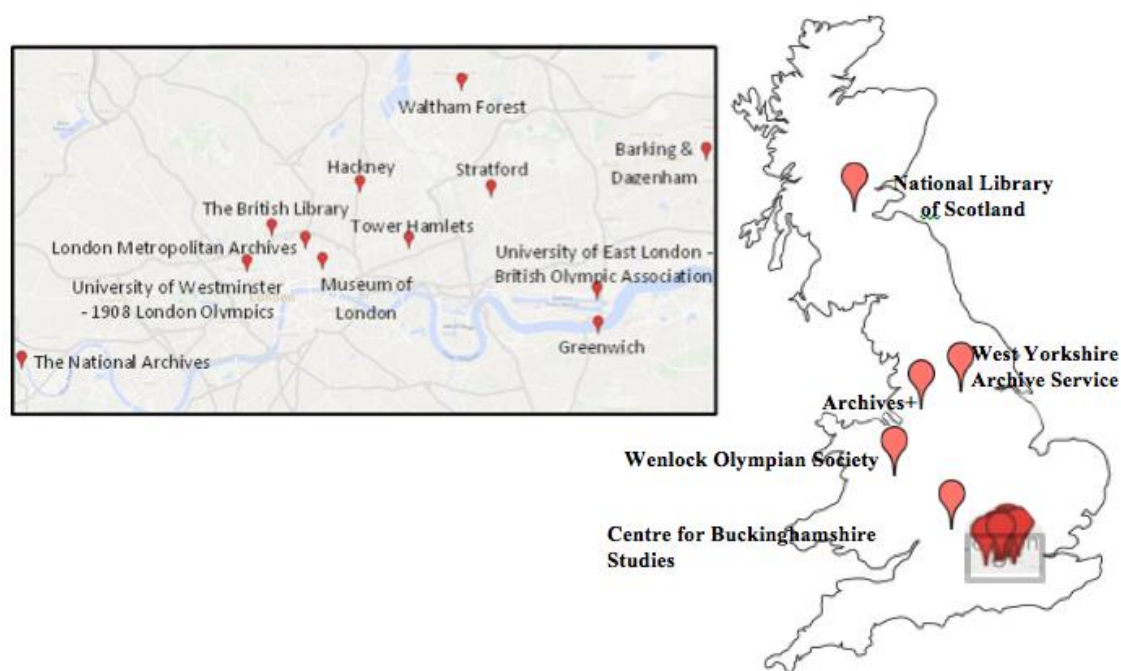 Waltham Forest
Barking &
Dagenham
Hackney
Stratford
The British Library
Tower Hamlets
London Metropolitan Archives
University of East London -
British Olympic Association
University of Westminster
- 1908 London Olympics
Museum of
London
London
Greenwich
The National Archives
National Library
of Scotland
West Yorkshire
Archive Service
Archives+
Wenlock Olympian Society
Centre for Buckinghamshire
Studies